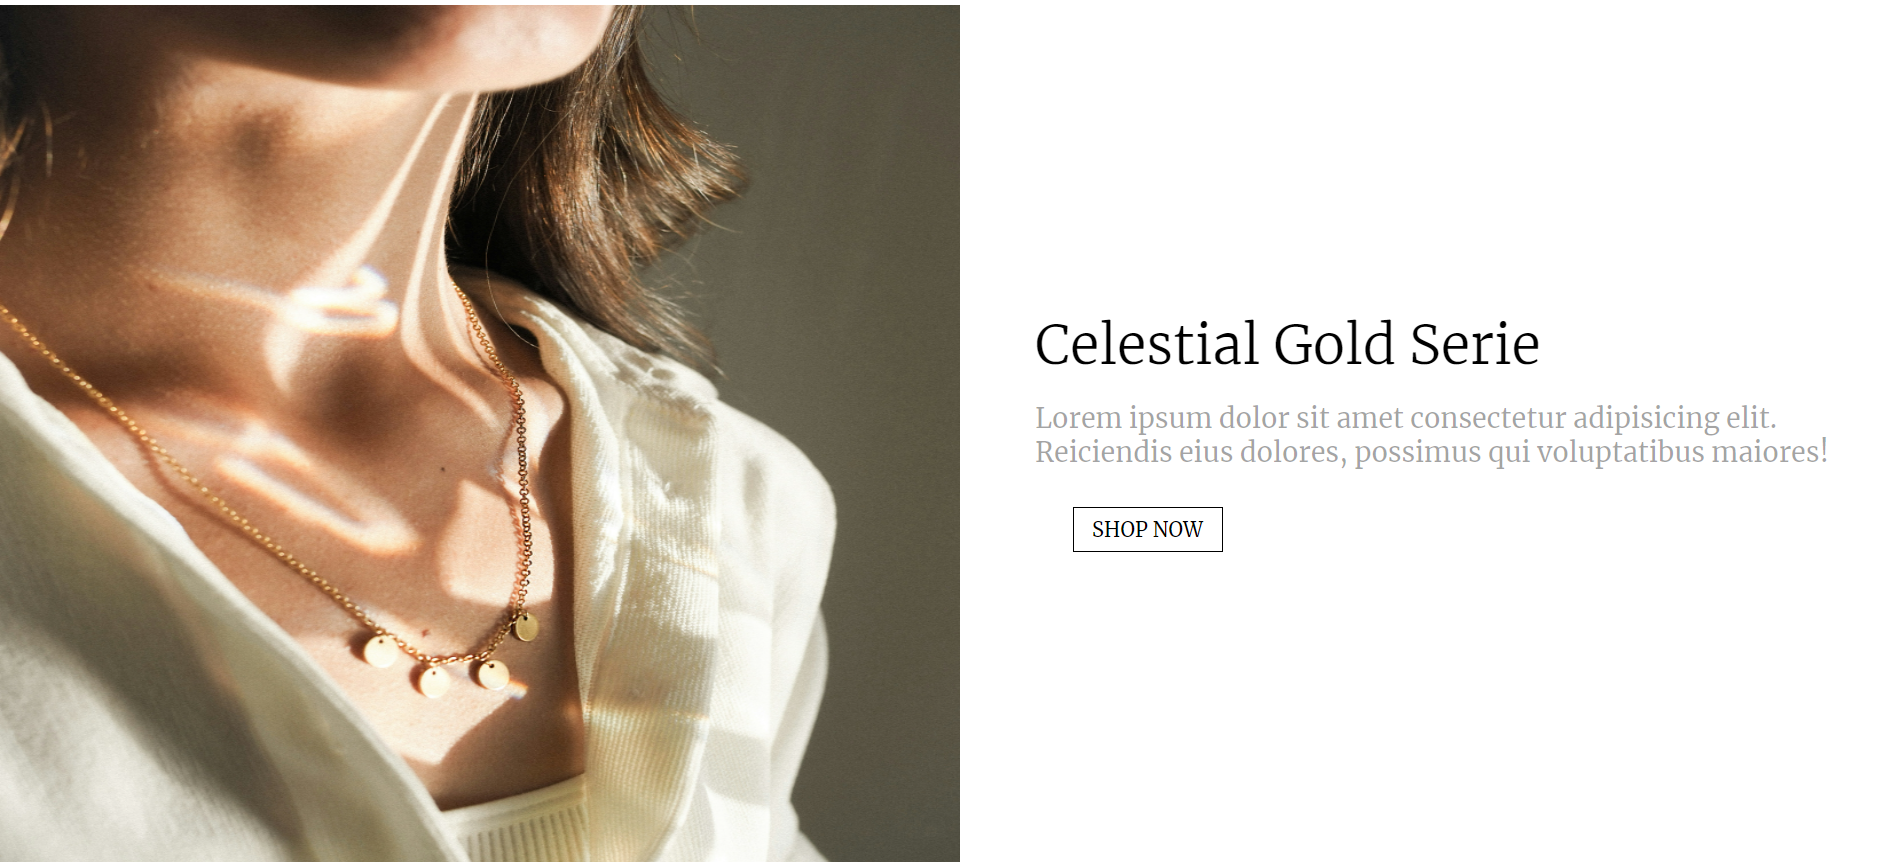 Celestial Gold Serie
Lorem ipsum dolor sit amet consectetur adipisicing elit.
Reiciendis eius dolores, possimus qui voluptatibus maiores!
SHOP NOW